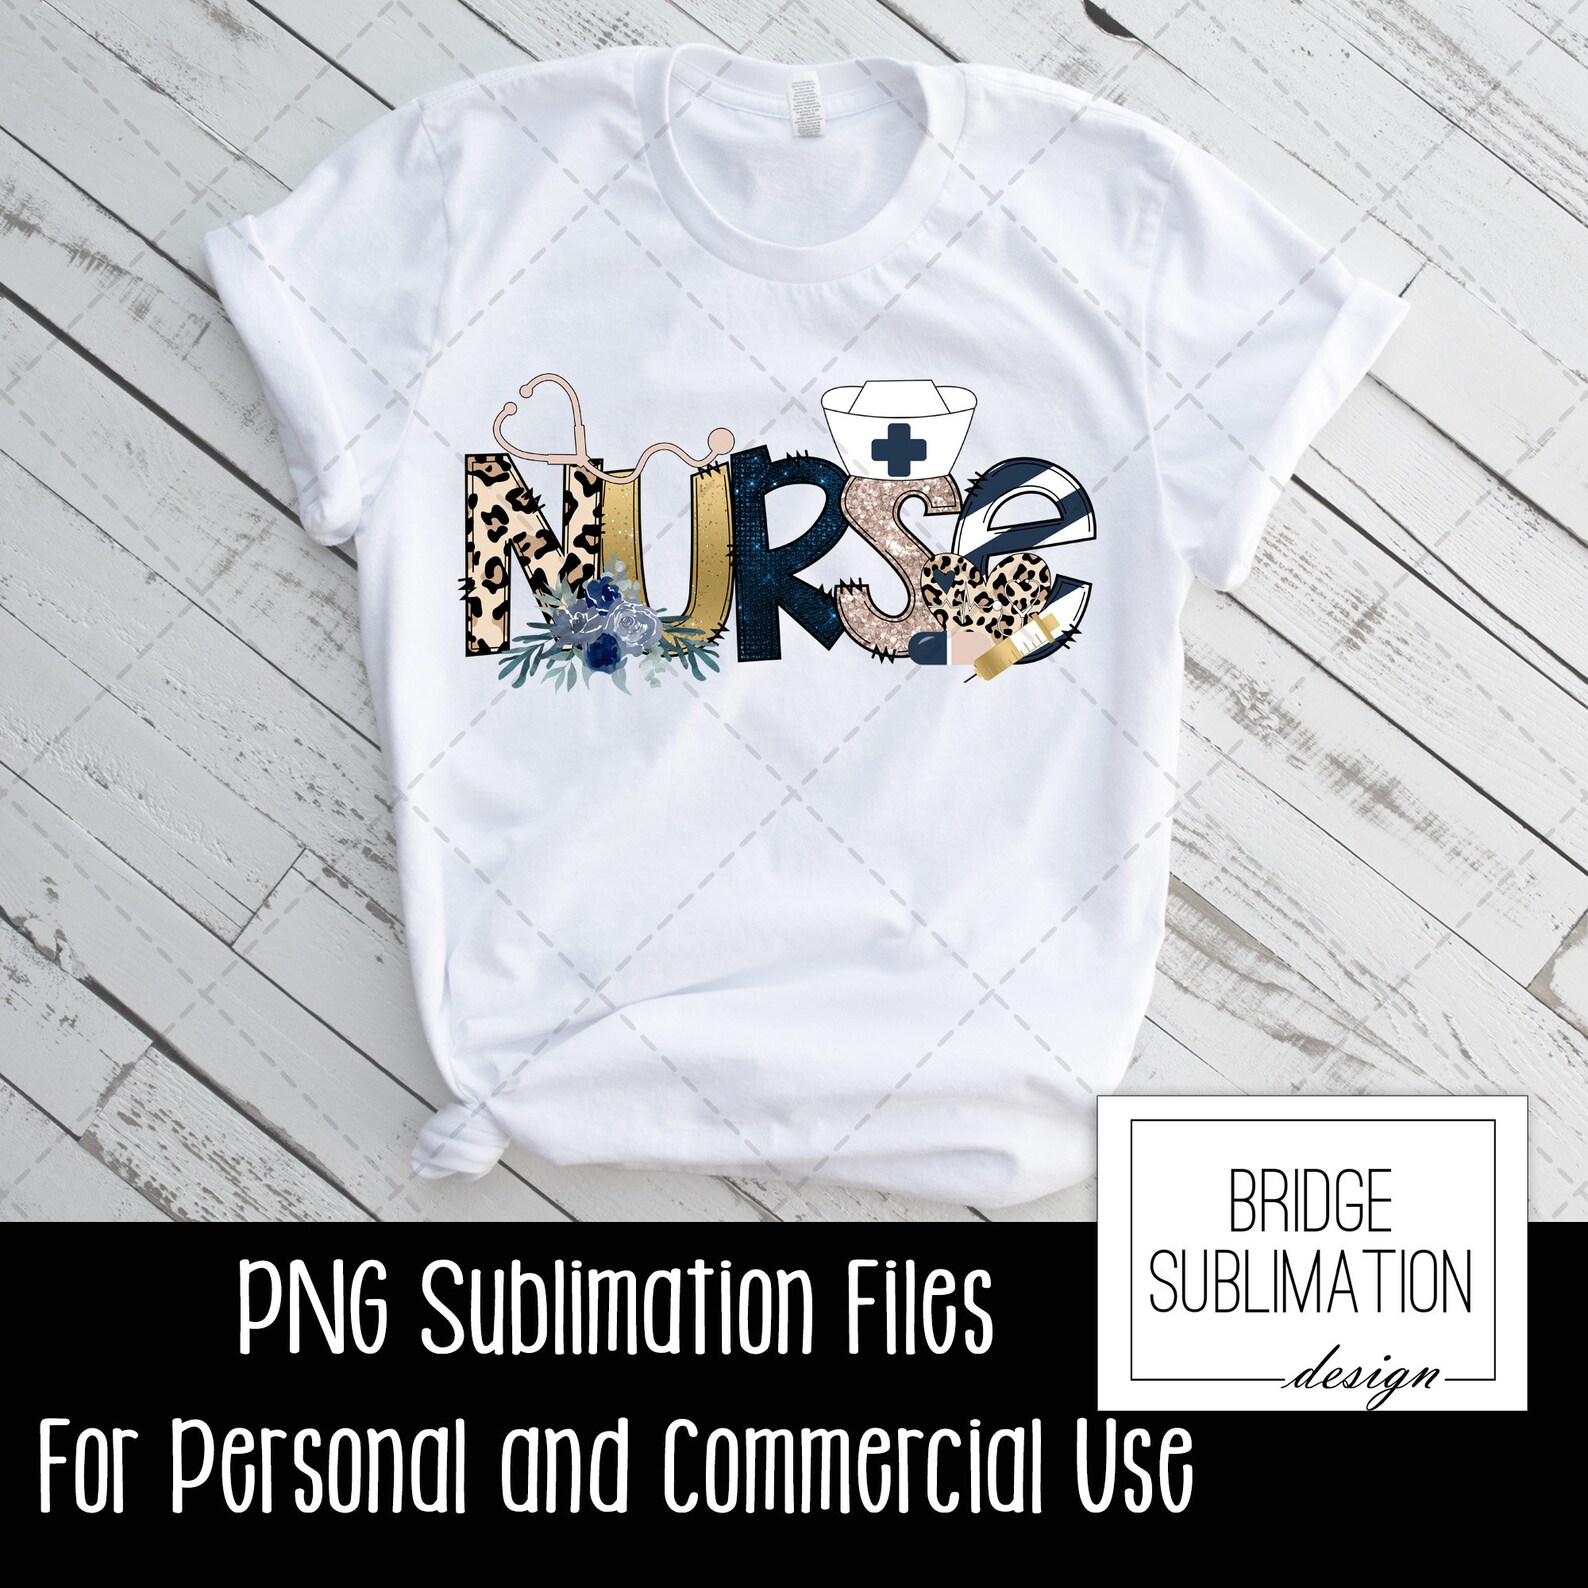 NURSe
PNG Sublimation Files
For Personal and Commercial Use
BRIDGE
SUBLIMATION
design